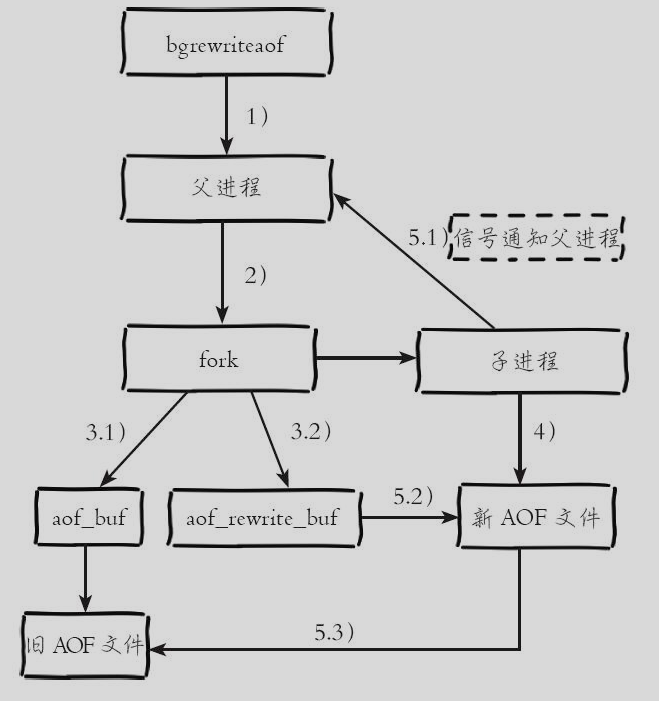 bgrewriteaof
1)
父进程
5.1)
信号通知父进程
2)
fork
子进程
3.1)
3.2)
4)
aof_buf
aof_rewrite_buf
5.2)
新 AOF 文件
旧 AOF 文件
5.3)